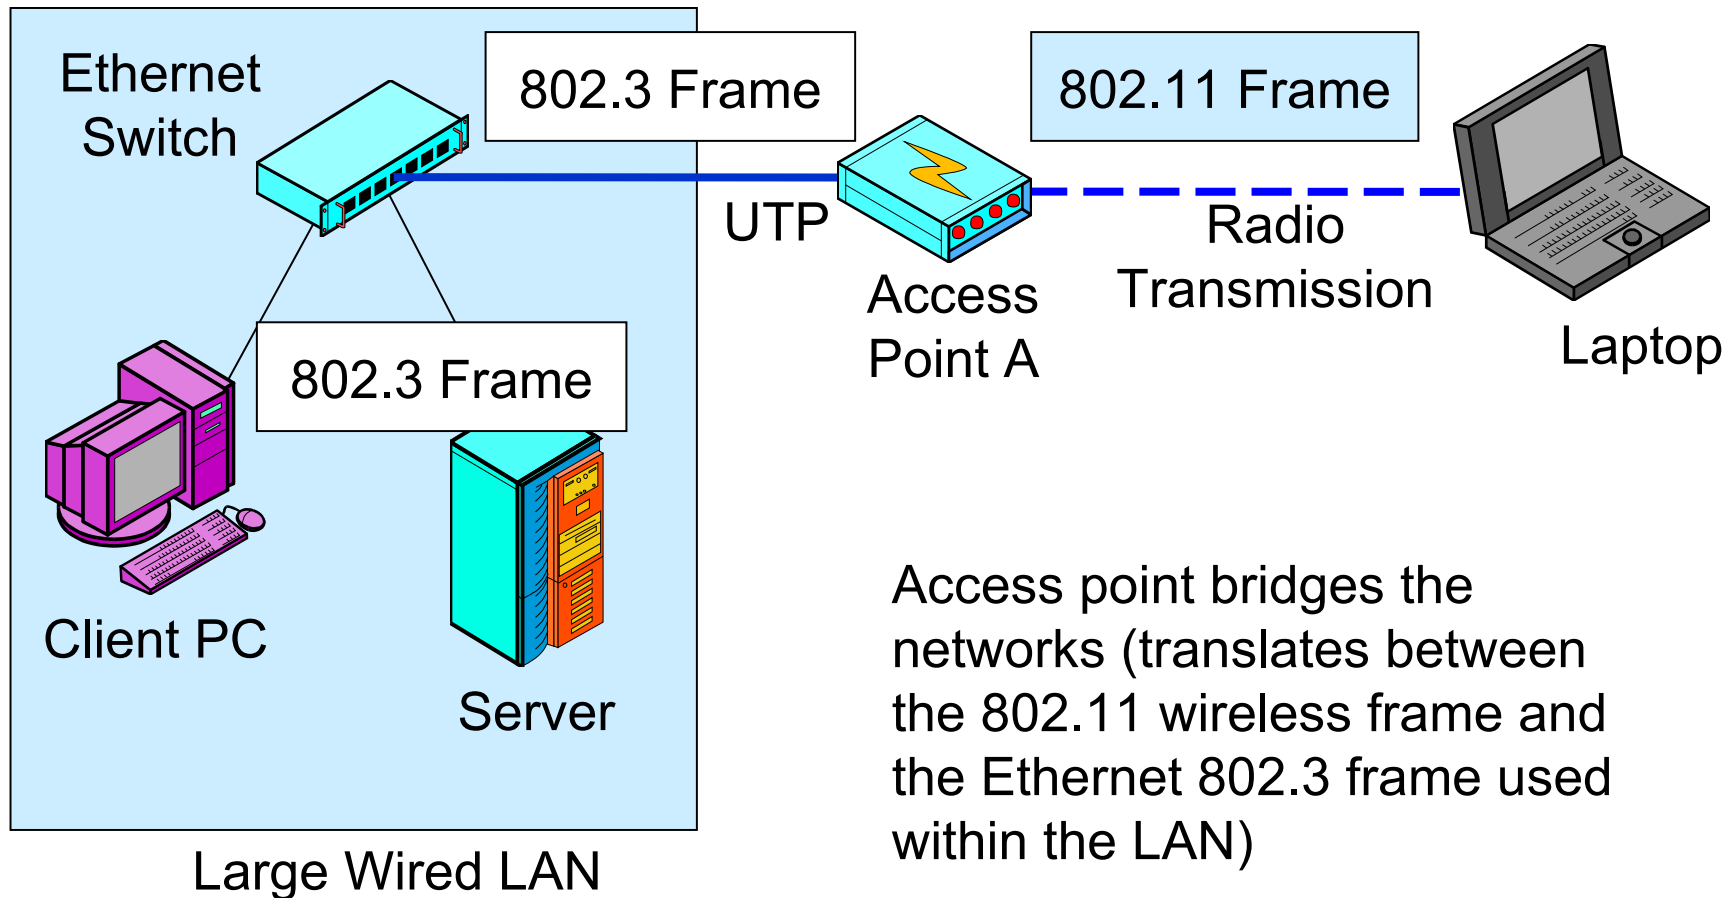 Ethernet
Switch
802.3 Frame
802.11 Frame
UTP
Radio
Transmission
Access
Point A
Laptop
802.3 Frame
Client PC
Server
Access point bridges the
networks (translates between
the 802.11 wireless frame and
the Ethernet 802.3 frame used
within the LAN)
Large Wired LAN